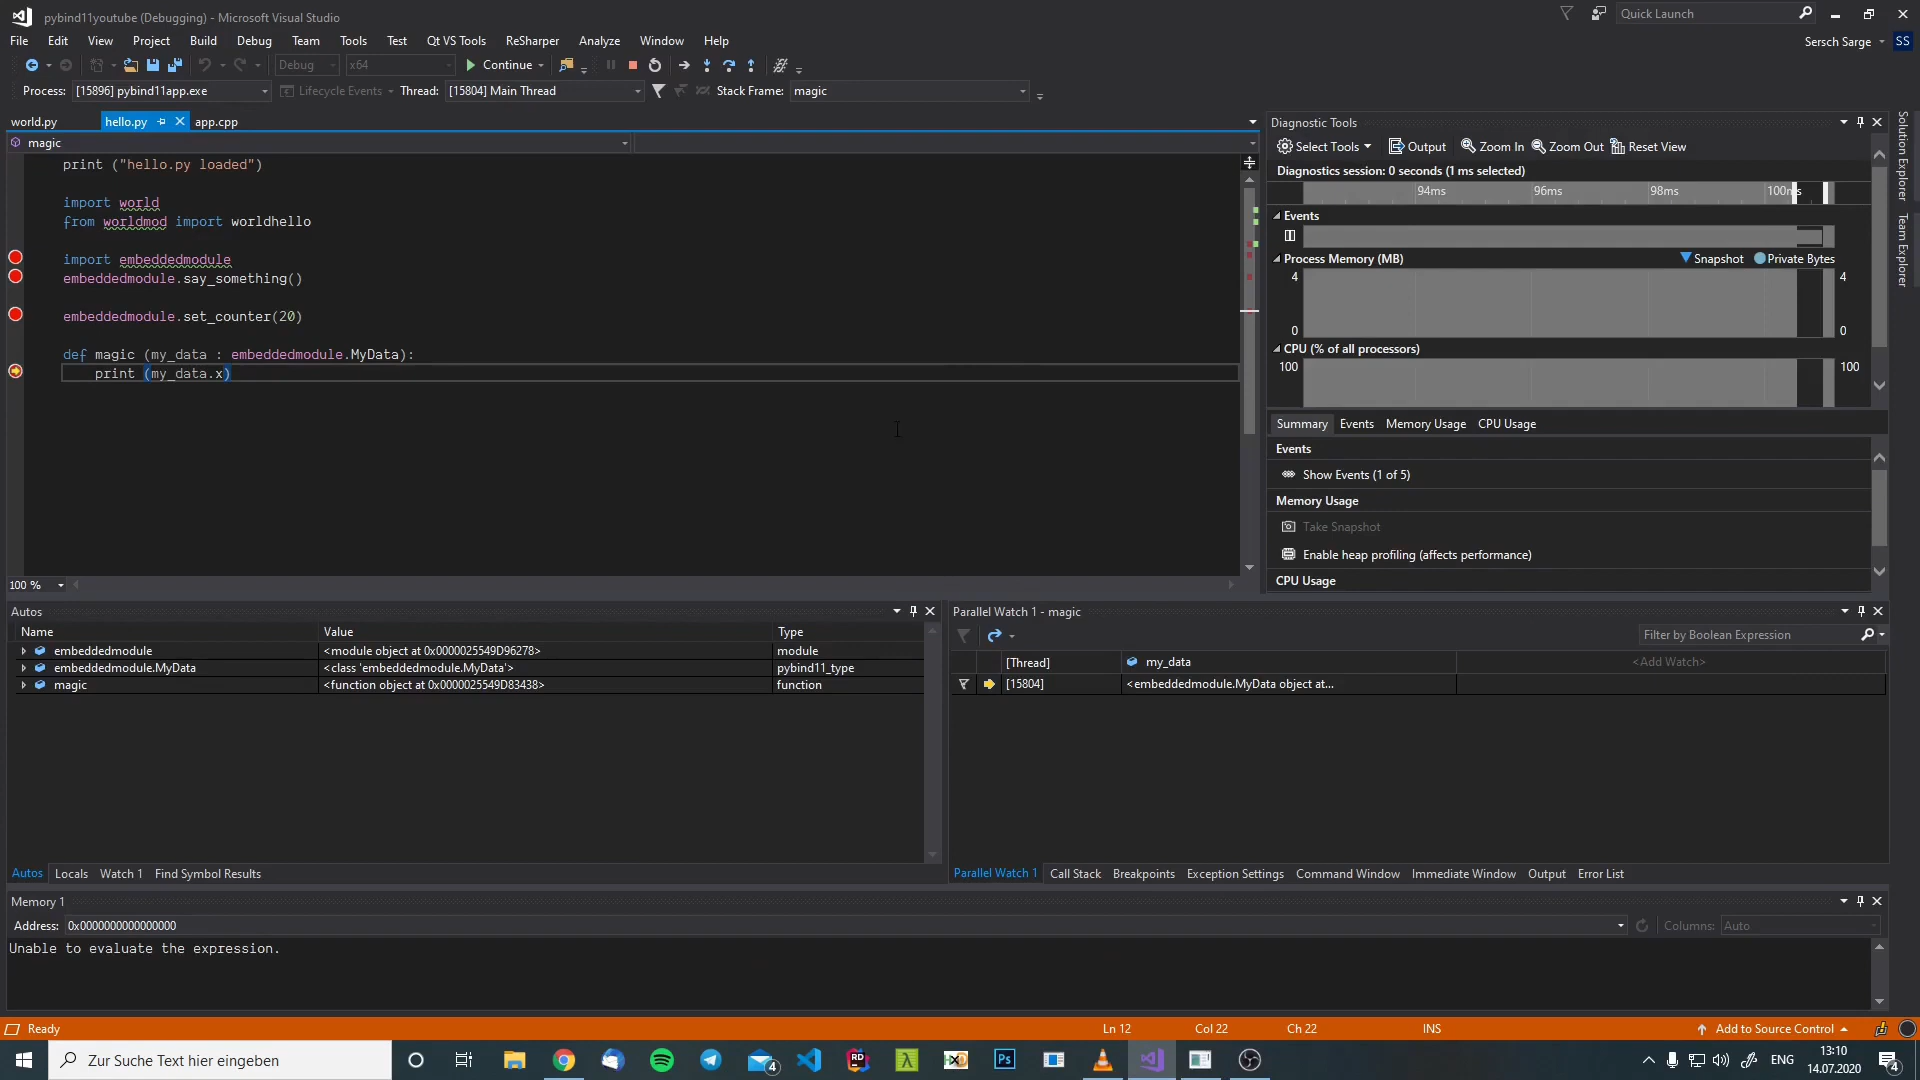 pybind11youtube (Debugging) - Microsoft Visual Studio
Quick Launch
File Edit View Project Build Debug Team Tools Test Qt VS Tools ReSharper Analyze Window Help
Sersch Sarge SS
Debug x64 Continue
Process: [15896] pybind11app.exe Lifecycle Events Thread: [15804] Main Thread Stack Frame: magic
world.py hello.py app.cpp
magic
print ("hello.py loaded")
import world
from worldmod import worldhello
import embeddedmodule
embeddedmodule.say_something()
embeddedmodule.set_counter(20)
def magic (my_data : embeddedmodule.MyData):
print (my_data.x)
100 %
Diagnostic Tools
Select Tools Output Zoom In Zoom Out Reset View
Diagnostics session: 0 seconds (1 ms selected)
94ms 96ms 98ms 100ms
Events
Process Memory (MB) Snapshot Private Bytes
4 4
0 0
CPU (% of all processors)
100 100
Summary Events Memory Usage CPU Usage
Events
Show Events (1 of 5)
Memory Usage
Take Snapshot
Enable heap profiling (affects performance)
CPU Usage
Solution Explorer
Team Explorer
Autos
Name Value Type
embeddedmodule <module object at 0x0000025549D96278> module
embeddedmodule.MyData <class 'embeddedmodule.MyData'> pybind11_type
magic <function object at 0x0000025549D83438> function
Autos Locals Watch 1 Find Symbol Results
Parallel Watch 1 - magic
Filter by Boolean Expression
[Thread] my_data <Add Watch>
[15804] <embeddedmodule.MyData object at...
Parallel Watch 1 Call Stack Breakpoints Exception Settings Command Window Immediate Window Output Error List
Memory 1
Address: 0x0000000000000000 Columns: Auto
Unable to evaluate the expression.
Ready Ln 12 Col 22 Ch 22 INS Add to Source Control
Zur Suche Text hier eingeben
4
RD
Ps
ENG
13:10
14.07.2020
4